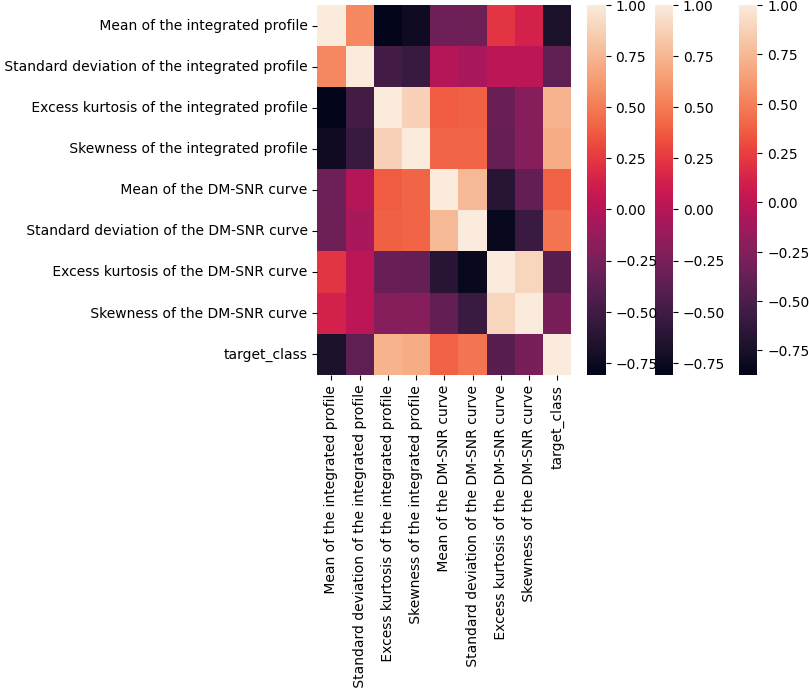 Mean of the integrated profile
Standard deviation of the integrated profile
Excess kurtosis of the integrated profile
Skewness of the integrated profile
Mean of the DM-SNR curve
Standard deviation of the DM-SNR curve
Excess kurtosis of the DM-SNR curve
Skewness of the DM-SNR curve
target_class
Mean of the integrated profile
Standard deviation of the integrated profile
Excess kurtosis of the integrated profile
Skewness of the integrated profile
Mean of the DM-SNR curve
Standard deviation of the DM-SNR curve
Excess kurtosis of the DM-SNR curve
Skewness of the DM-SNR curve
target_class
1.00
0.75
0.50
0.25
0.00
−0.25
−0.50
−0.75
1.00
0.75
0.50
0.25
0.00
−0.25
−0.50
−0.75
1.00
0.75
0.50
0.25
0.00
−0.25
−0.50
−0.75